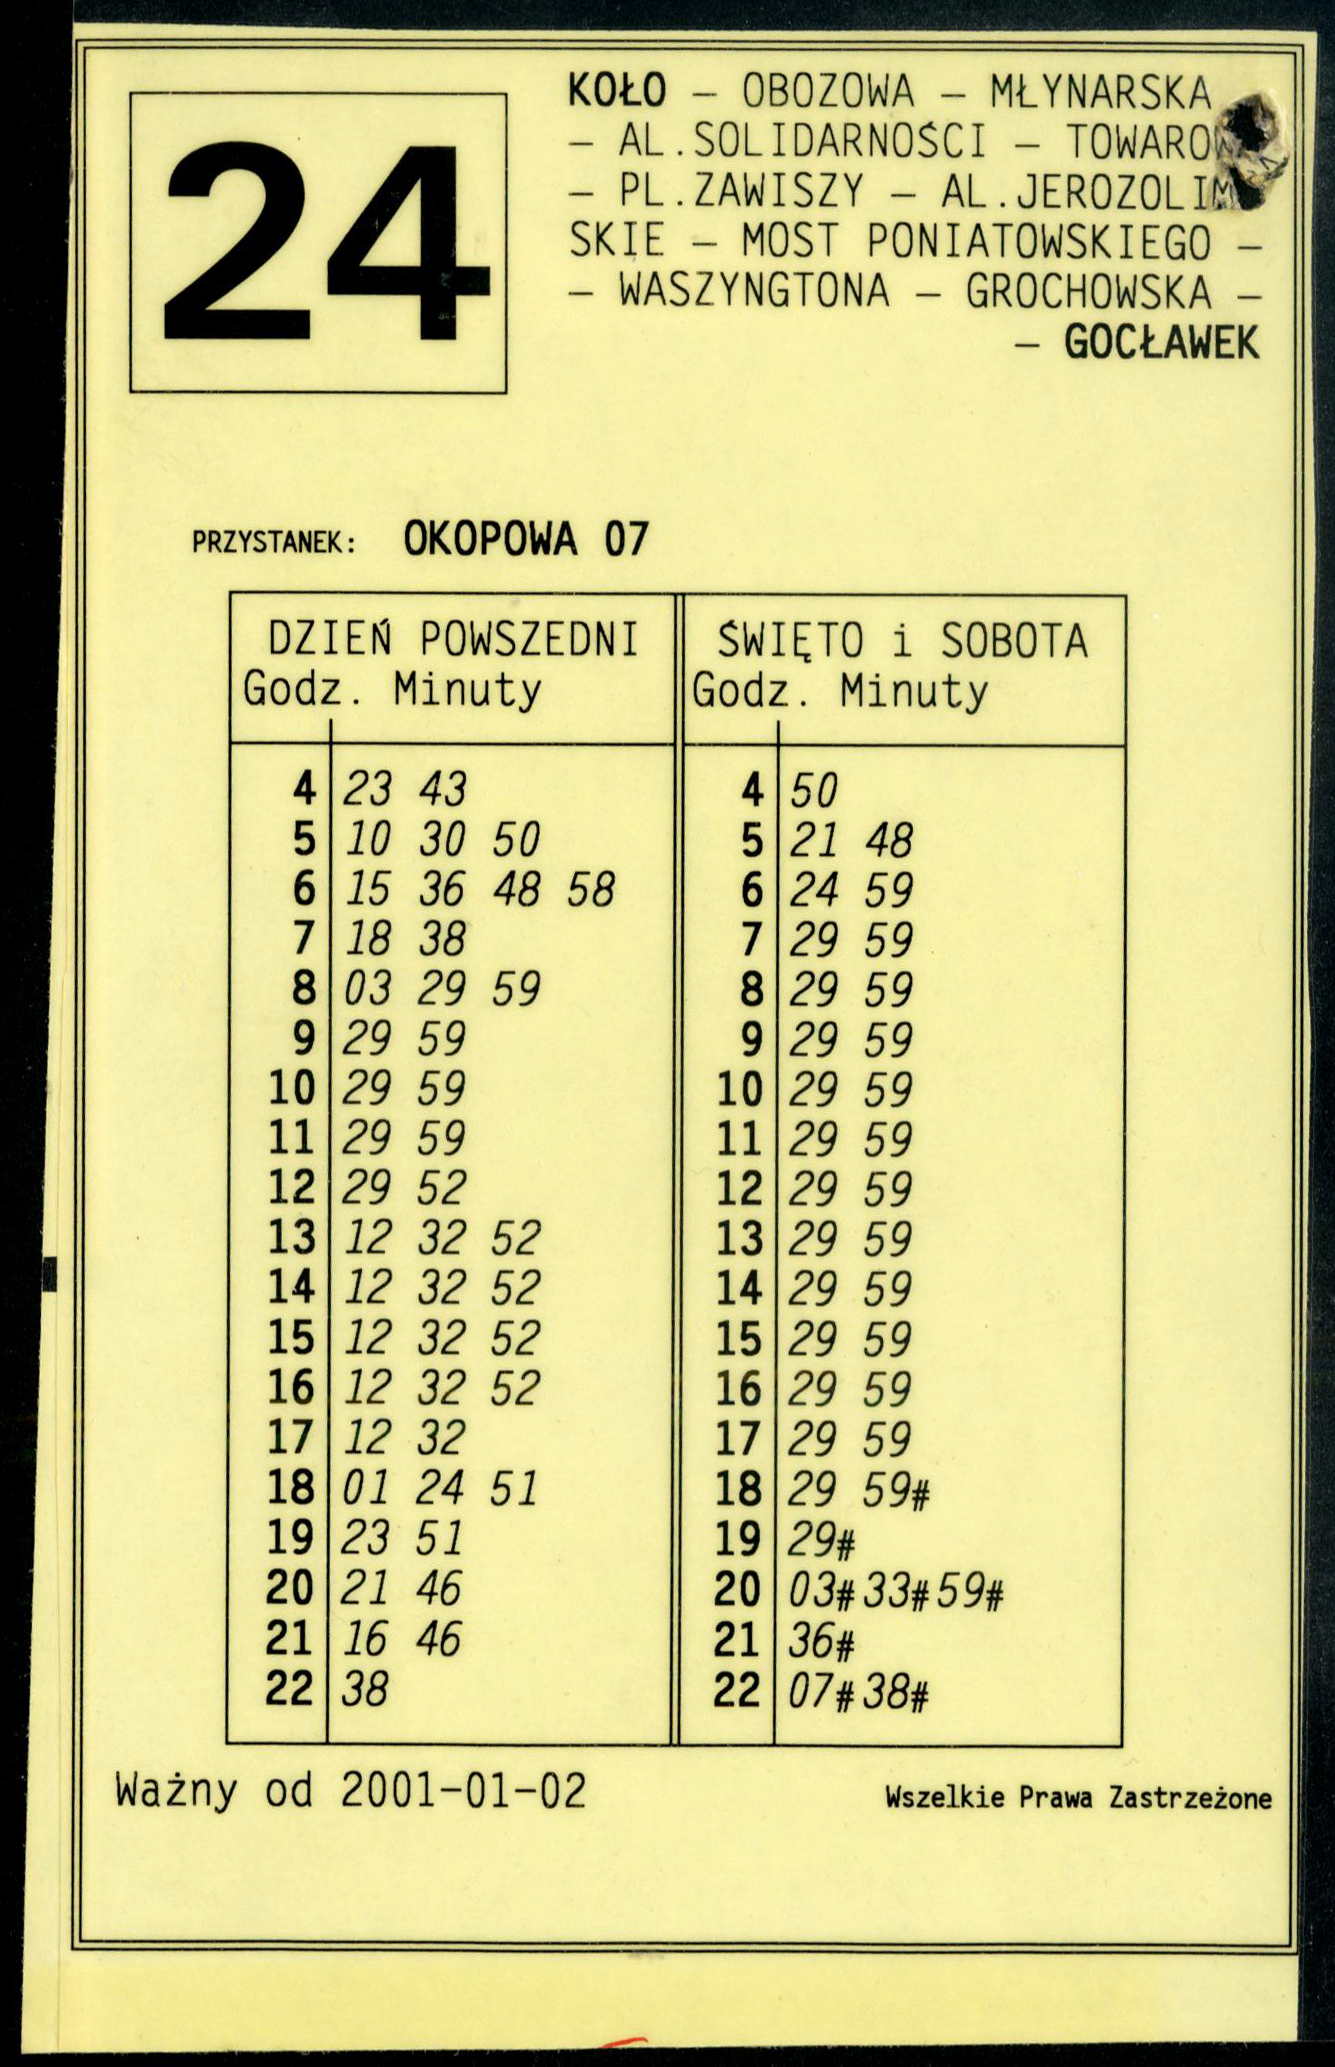 24
KOŁO – OBOZOWA – MŁYNARSKA
– AL.SOLIDARNOŚCI –
– PL.ZAWISZY – AL.JEROZOLIM
SKIE – MOST PONIATOWSKIEGO –
– WASZYNGTONA – GROCHOWSKA –
– GOCŁAWEK
PRZYSTANEK: OKOPOWA 07
DZIEŃ POWSZEDNI ŚWIĘTO i SOBOTA
Godz. Minuty Godz. Minuty
4 23 43 4 50
5 10 30 50 5 21 48
6 15 36 48 58 6 24 59
7 18 38 7 29 59
8 03 29 59 8 29 59
9 29 59 9 29 59
10 29 59 10 29 59
11 29 59 11 29 59
12 29 52 12 29 59
13 12 32 52 13 29 59
14 12 32 52 14 29 59
15 12 32 52 15 29 59
16 12 32 52 16 29 59
17 12 32 17 29 59
18 01 24 51 18 29 59#
19 23 51 19 29#
20 21 46 20 03#33#59#
21 16 46 21 36#
22 38 22 07#38#
Ważny od 2001-01-02 Wszelkie Prawa Zastrzeżone